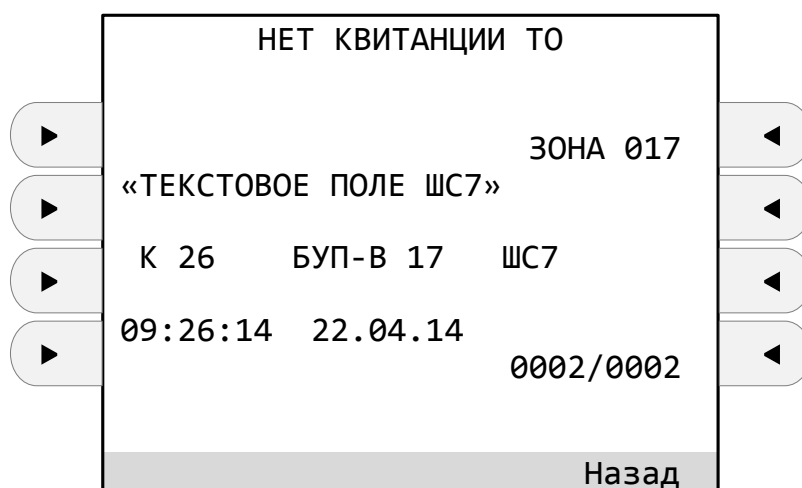 НЕТ КВИТАНЦИИ ТО
ЗОНА 017
«ТЕКСТОВОЕ ПОЛЕ ШС7»
К 26 БУП-В 17 ШС7
09:26:14 22.04.14
0002/0002
Назад